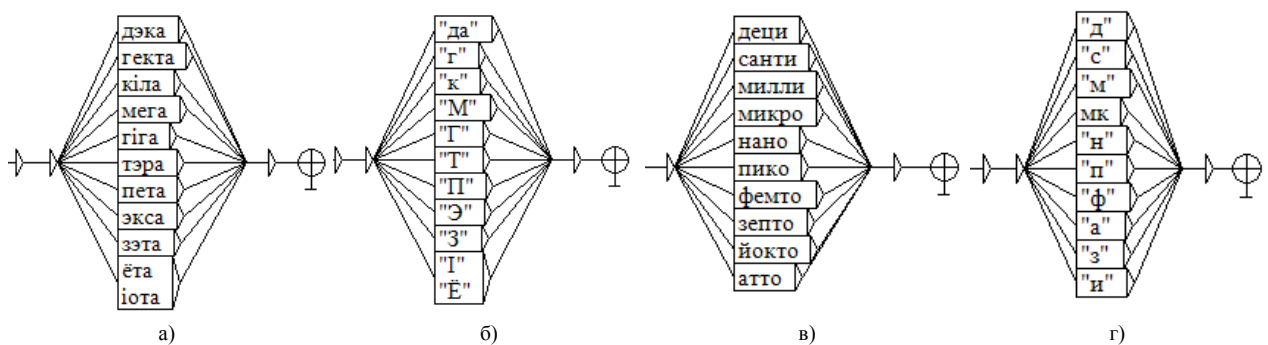 дэка
гекта
кіла
мега
гіга
тэра
пета
экса
зэта
ёта
іота
а)
"да"
"г"
"к"
"М"
"Г"
"Т"
"П"
"Э"
"З"
"І"
"Ё"
б)
деци
санти
милли
микро
нано
пико
фемто
зепто
йокто
атто
в)
"д"
"с"
"м"
мк
"н"
"п"
"ф"
"а"
"з"
"и"
г)